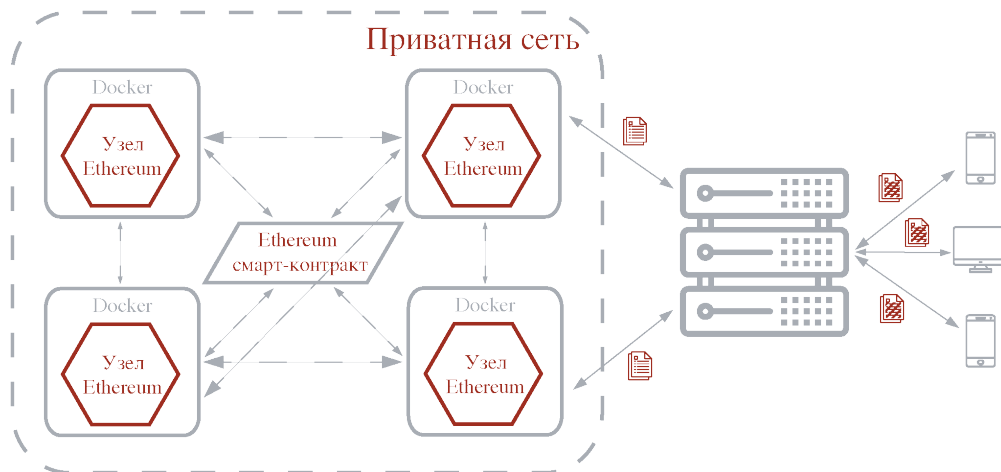 Приватная сеть
Docker
Узел
Ethereum
Docker
Узел
Ethereum
Ethereum
смарт-контракт
Docker
Узел
Ethereum
Docker
Узел
Ethereum